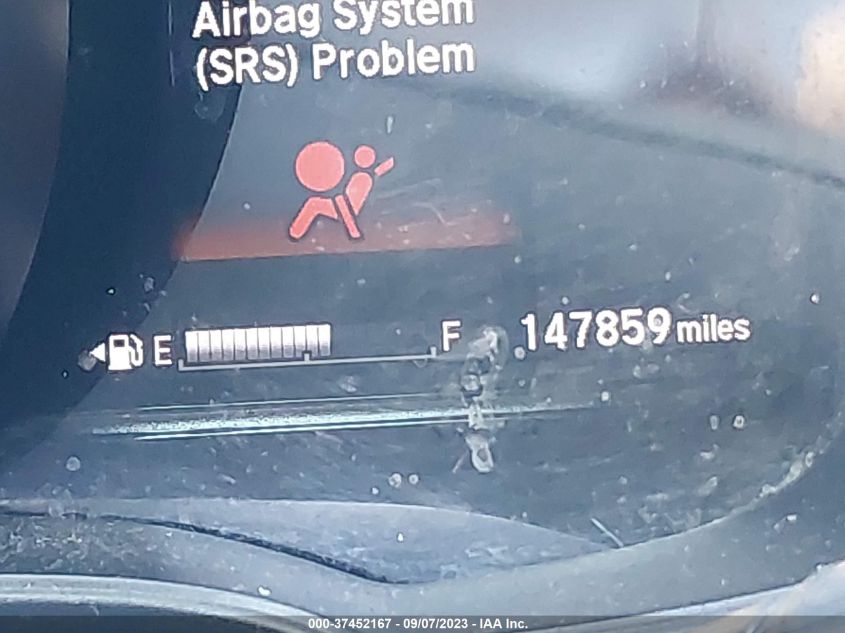 Airbag System
(SRS) Problem
E F 147859 miles
000-37452167 - 09/07/2023 - IAA Inc.